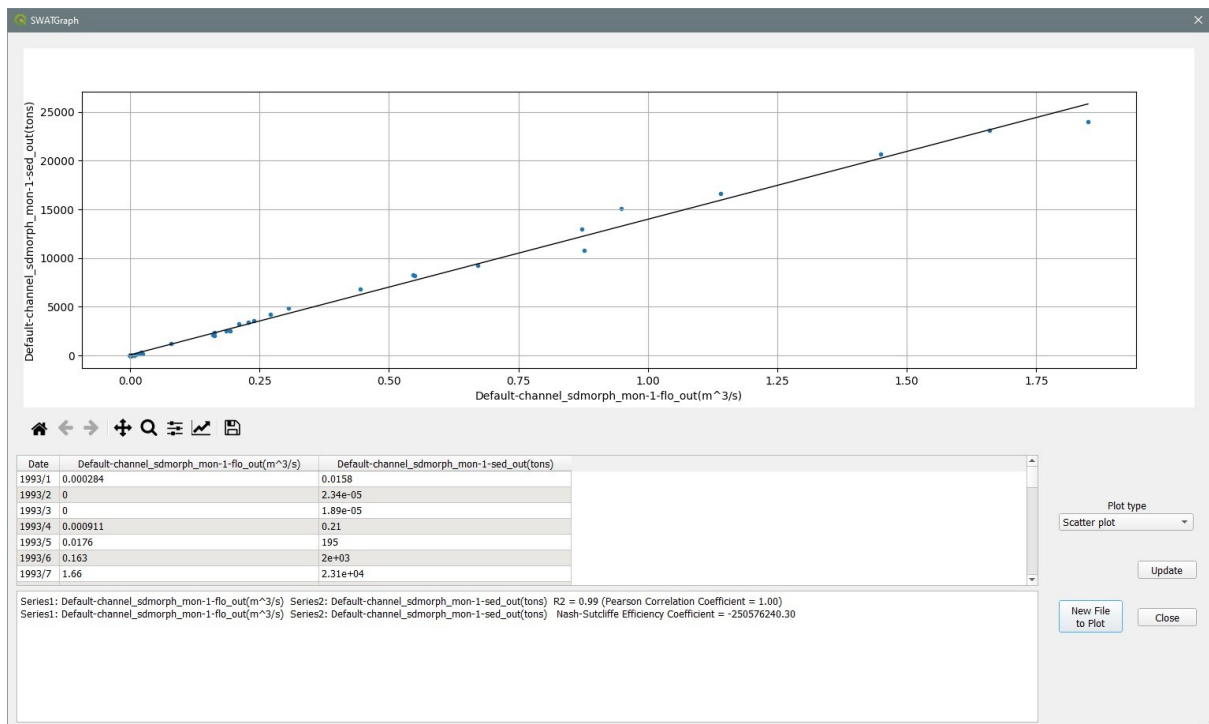 SWATGraph
Default-channel_sdmorph_mon-1-sed_out(tons)
25000
20000
15000
10000
5000
0
0.00 0.25 0.50 0.75 1.00 1.25 1.50 1.75
Default-channel_sdmorph_mon-1-flo_out(m^3/s)
Date Default-channel_sdmorph_mon-1-flo_out(m^3/s) Default-channel_sdmorph_mon-1-sed_out(tons)
1993/1 0.000284 0.0158
1993/2 0 2.34e-05
1993/3 0 1.89e-05
1993/4 0.000911 0.21
1993/5 0.0176 195
1993/6 0.163 2e+03
1993/7 1.66 2.31e+04
Plot type
Scatter plot
Update
New File
to Plot
Close
Series1: Default-channel_sdmorph_mon-1-flo_out(m^3/s) Series2: Default-channel_sdmorph_mon-1-sed_out(tons) R2 = 0.99 (Pearson Correlation Coefficient = 1.00)
Series1: Default-channel_sdmorph_mon-1-flo_out(m^3/s) Series2: Default-channel_sdmorph_mon-1-sed_out(tons) Nash-Sutcliffe Efficiency Coefficient = -250576240.30